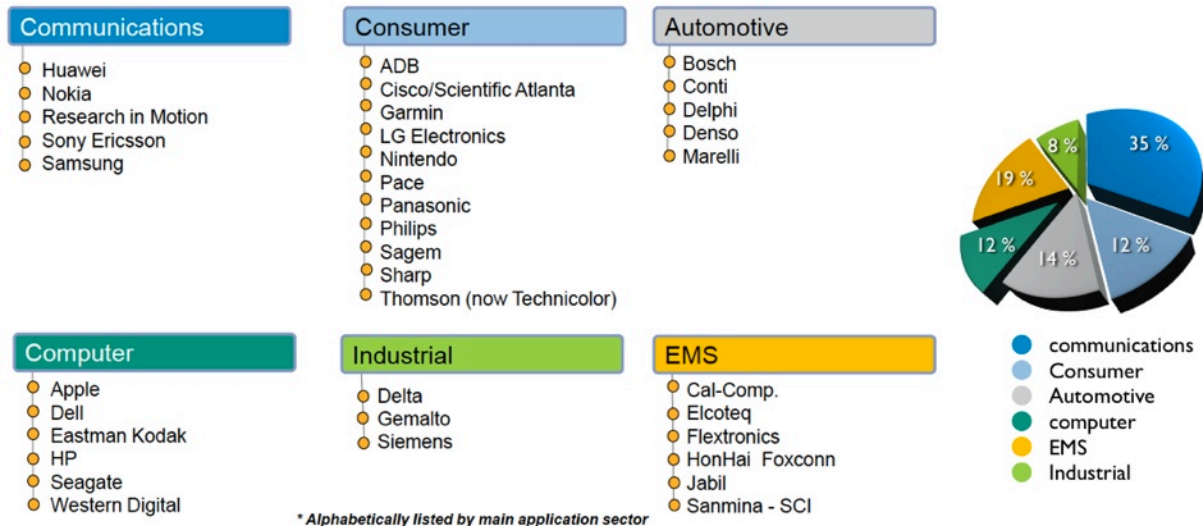 Communications
Huawei
Nokia
Research in Motion
Sony Ericsson
Samsung
Consumer
ADB
Cisco/Scientific Atlanta
Garmin
LG Electronics
Nintendo
Pace
Panasonic
Philips
Sagem
Sharp
Thomson (now Technicolor)
Automotive
Bosch
Conti
Delphi
Denso
Marelli
35 %
8 %
19 %
12 %
14 %
12 %
communications
Consumer
Automotive
computer
EMS
Industrial
Computer
Apple
Dell
Eastman Kodak
HP
Seagate
Western Digital
Industrial
Delta
Gemalto
Siemens
EMS
Cal-Comp.
Elcoteq
Flextronics
HonHai Foxconn
Jabil
Sanmina - SCI
* Alphabetically listed by main application sector